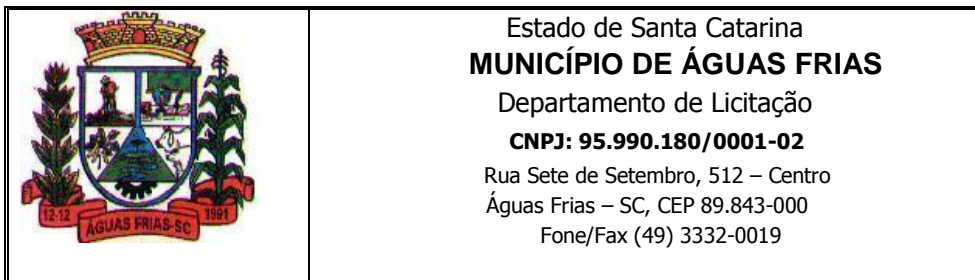 Estado de Santa Catarina
MUNICÍPIO DE ÁGUAS FRIAS
Departamento de Licitação
CNPJ: 95.990.180/0001-02
Rua Sete de Setembro, 512 – Centro
Águas Frias – SC, CEP 89.843-000
Fone/Fax (49) 3332-0019
12-12
ÁGUAS FRIAS-SC
1991